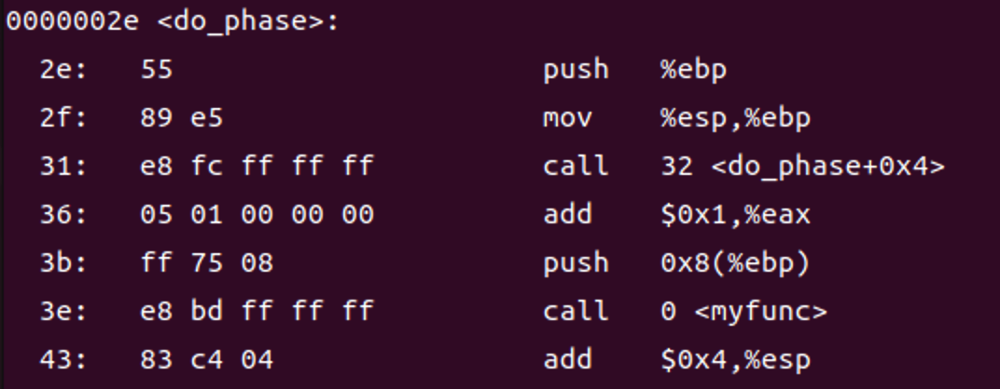 0000002e <do_phase>:
2e: 55 push %ebp
2f: 89 e5 mov %esp,%ebp
31: e8 fc ff ff ff call 32 <do_phase+0x4>
36: 05 01 00 00 00 add $0x1,%eax
3b: ff 75 08 push 0x8(%ebp)
3e: e8 bd ff ff ff call 0 <myfunc>
43: 83 c4 04 add $0x4,%esp